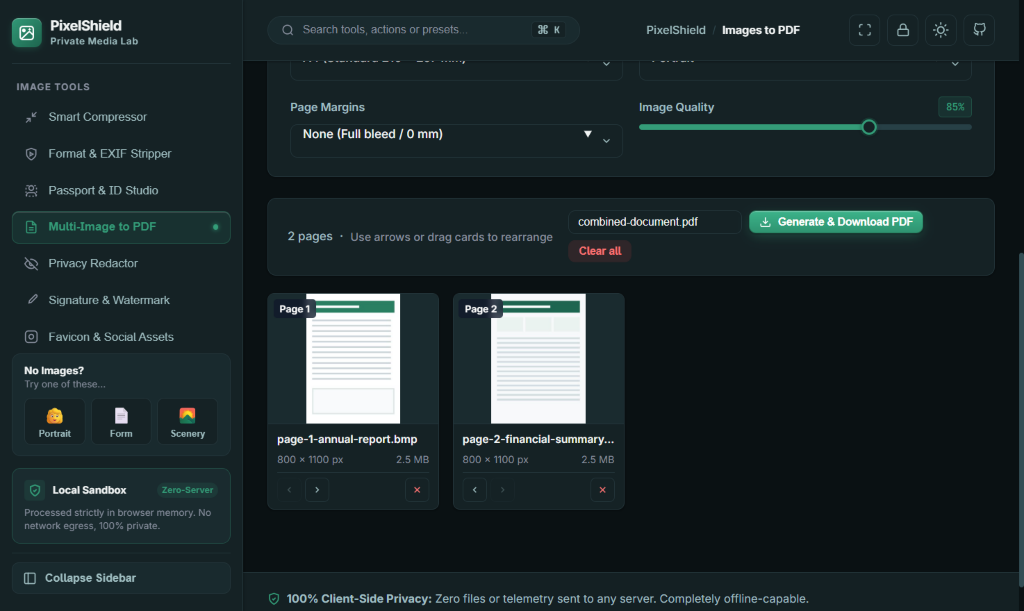 PixelShield
Private Media Lab
Search tools, actions or presets...
⌘ K
PixelShield / Images to PDF
IMAGE TOOLS
Smart Compressor
Format & EXIF Stripper
Passport & ID Studio
Multi-Image to PDF
Privacy Redactor
Signature & Watermark
Favicon & Social Assets
No Images?
Try one of these...
Portrait
Form
Scenery
Local Sandbox
Zero-Server
Processed strictly in browser memory. No
network egress, 100% private.
Collapse Sidebar
Page Margins
None (Full bleed / 0 mm)
Image Quality
85%
2 pages · Use arrows or drag cards to rearrange
combined-document.pdf
Generate & Download PDF
Clear all
Page 1
page-1-annual-report.bmp
800 × 1100 px
2.5 MB
Page 2
page-2-financial-summary...
800 × 1100 px
2.5 MB
100% Client-Side Privacy: Zero files or telemetry sent to any server. Completely offline-capable.